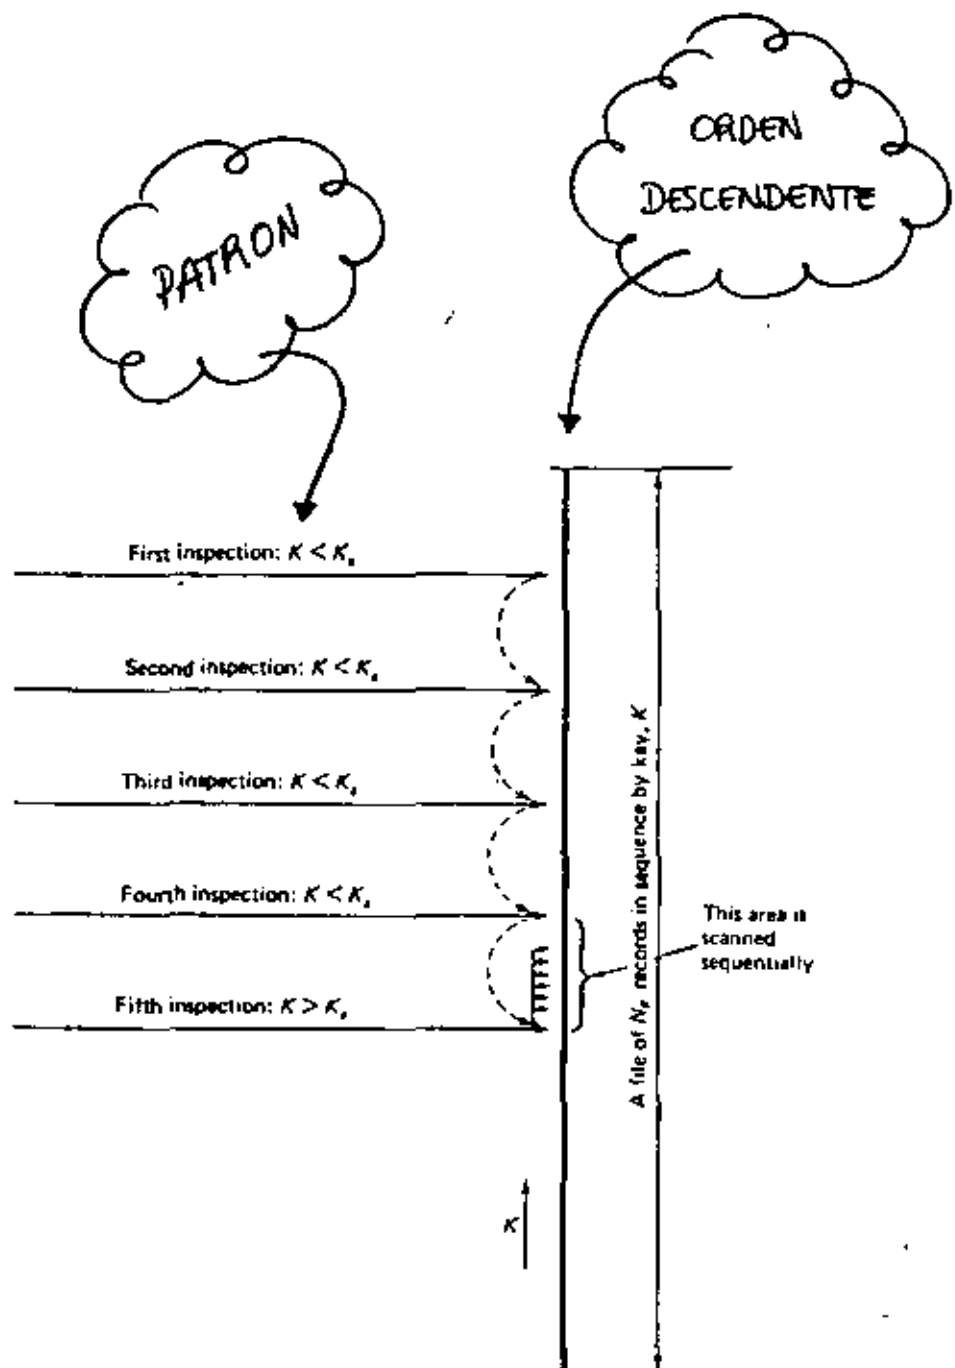 ORDEN
DESCENDENTE
PATRON
First inspection: K < Kₛ
Second inspection: K < Kₛ
Third inspection: K < Kₛ
Fourth inspection: K < Kₛ
Fifth inspection: K > Kₛ
This area is
scanned
sequentially
A file of records in sequence by key, K
K